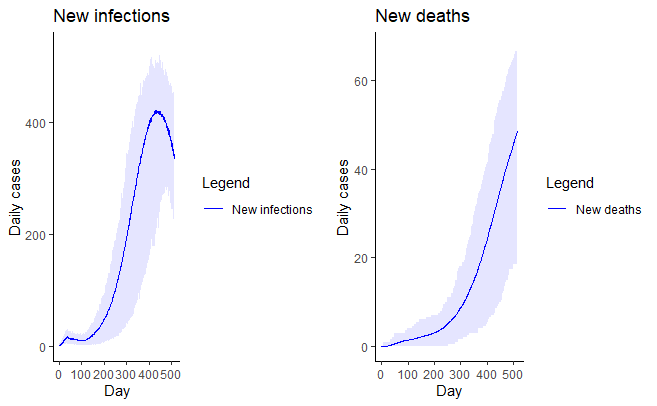 New infections
Daily cases
400
200
0
0 100 200 300 400 500
Day
Legend
New infections
New deaths
Daily cases
60
40
20
0
0 100 200 300 400 500
Day
Legend
New deaths